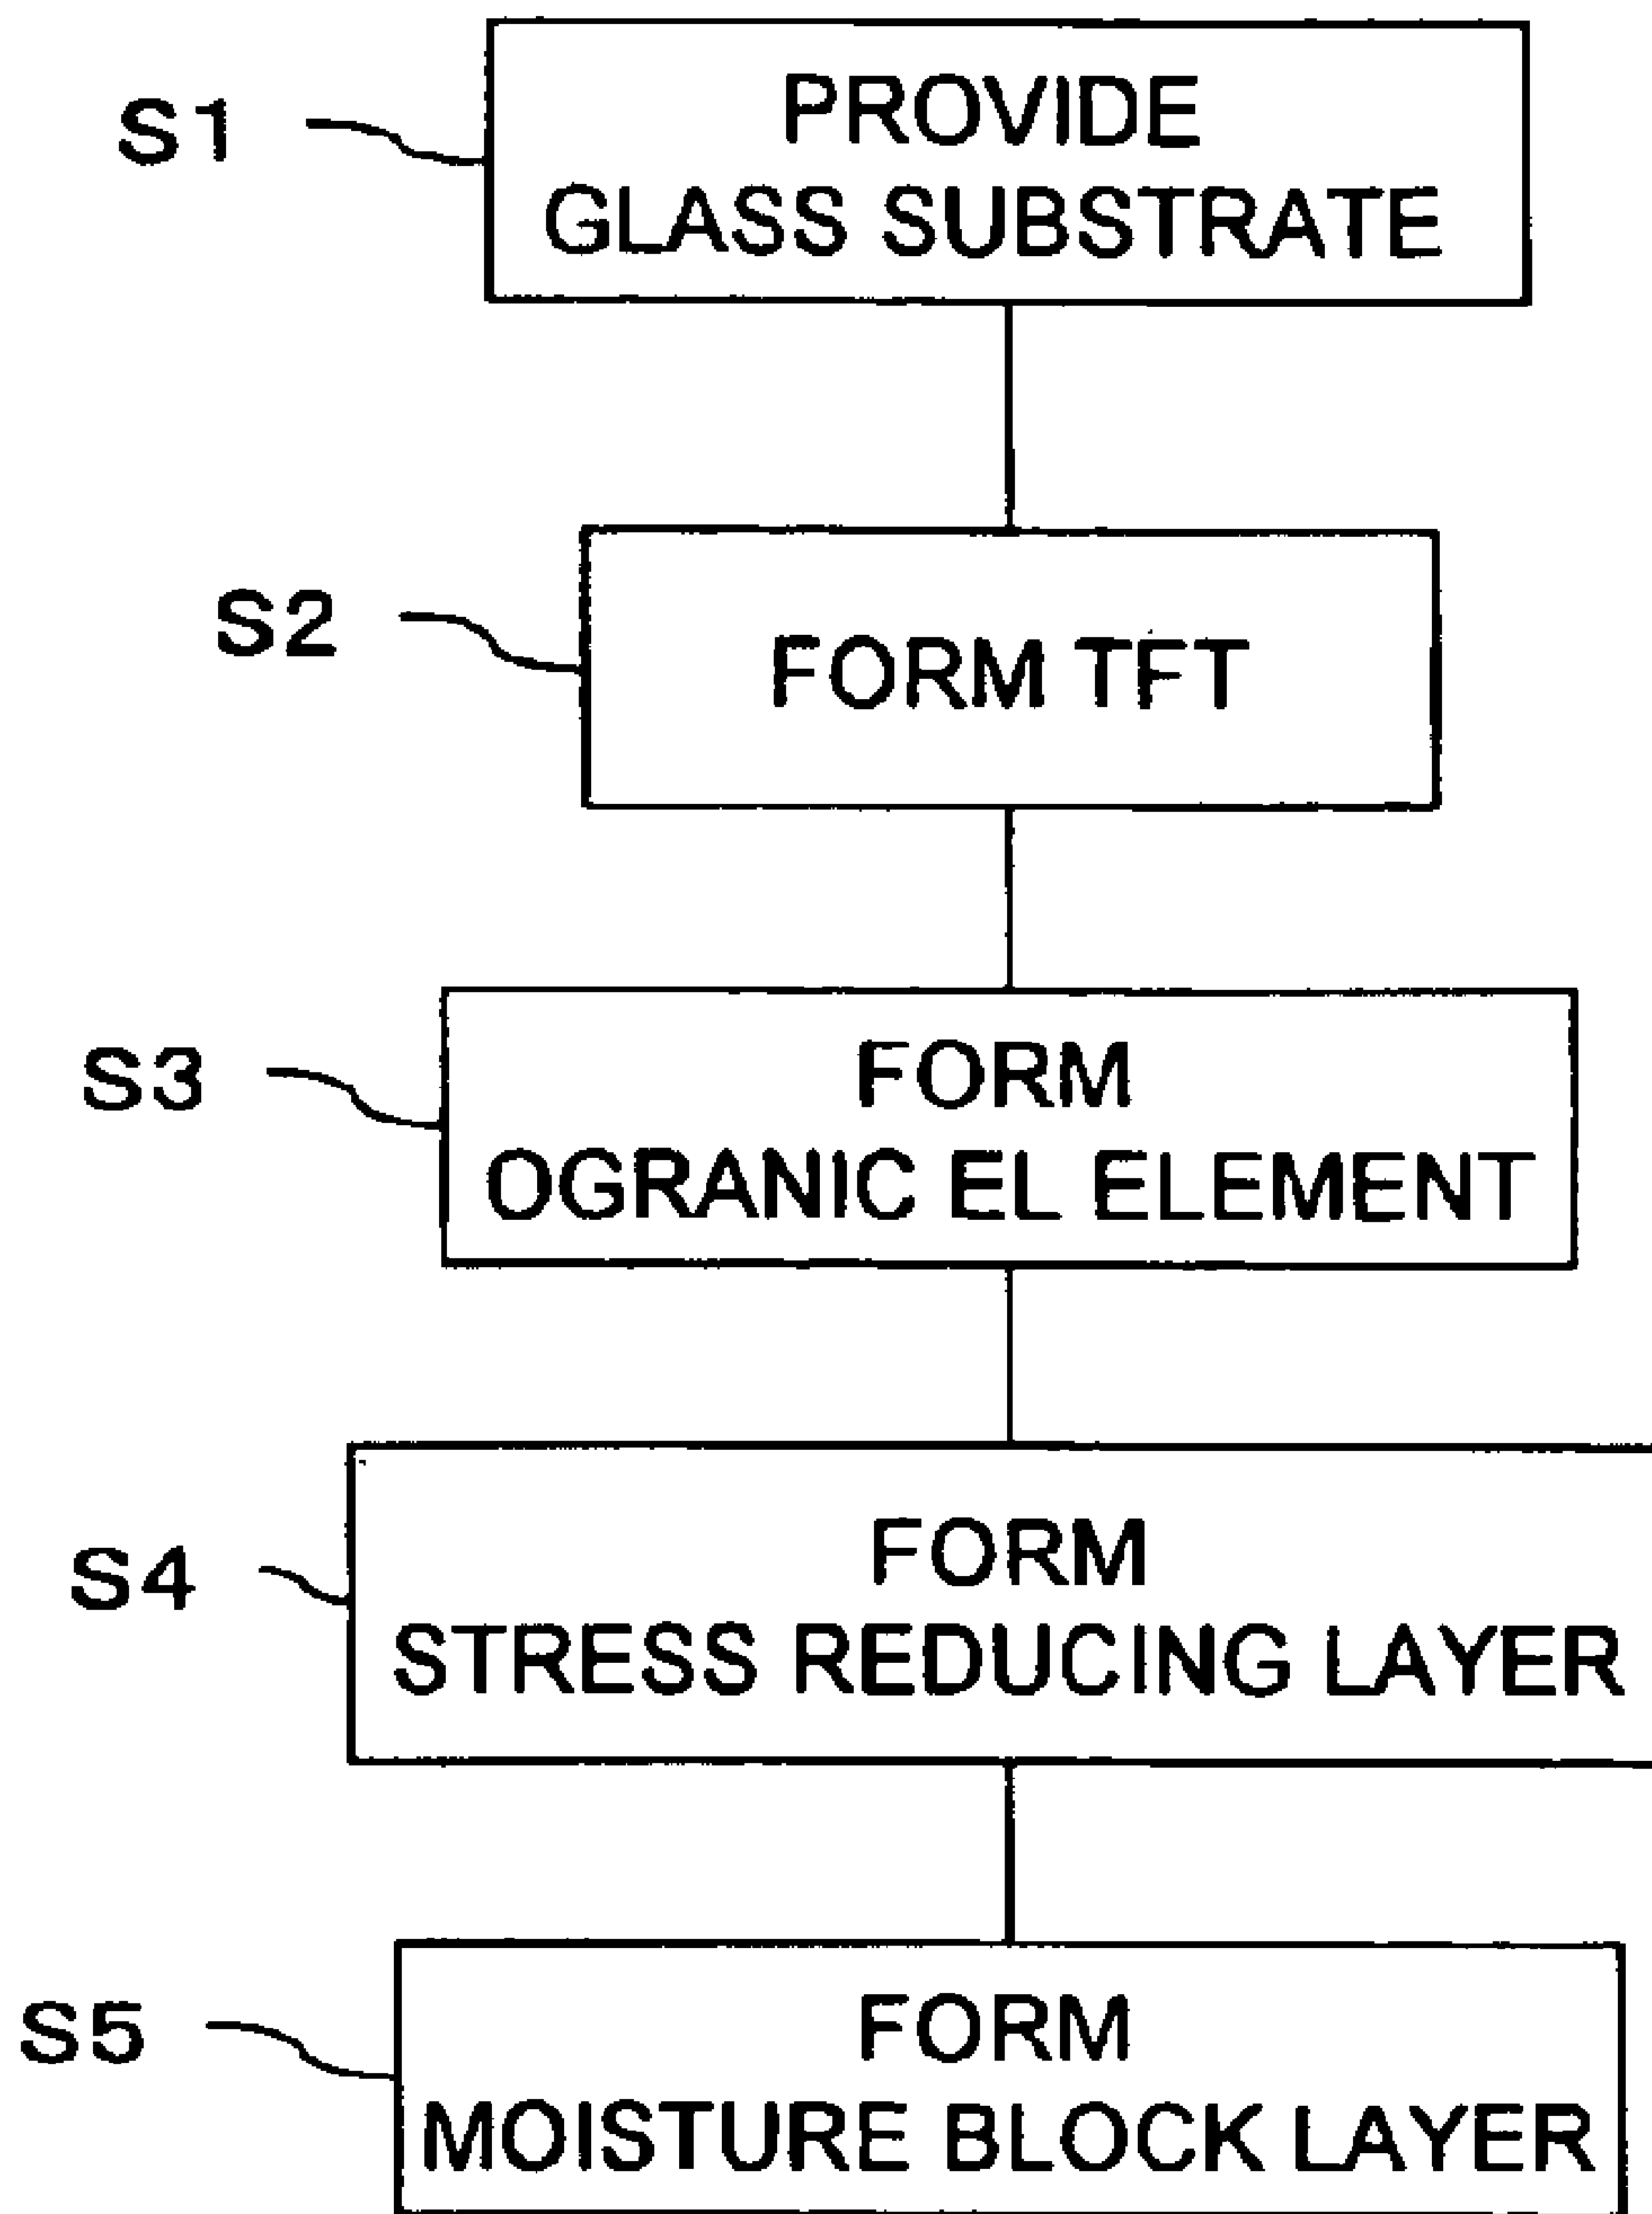 S1
PROVIDE
GLASS SUBSTRATE
S2
FORM TFT
S3
FORM
OGRANIC EL ELEMENT
S4
FORM
STRESS REDUCING LAYER
S5
FORM
MOISTURE BLOCK LAYER